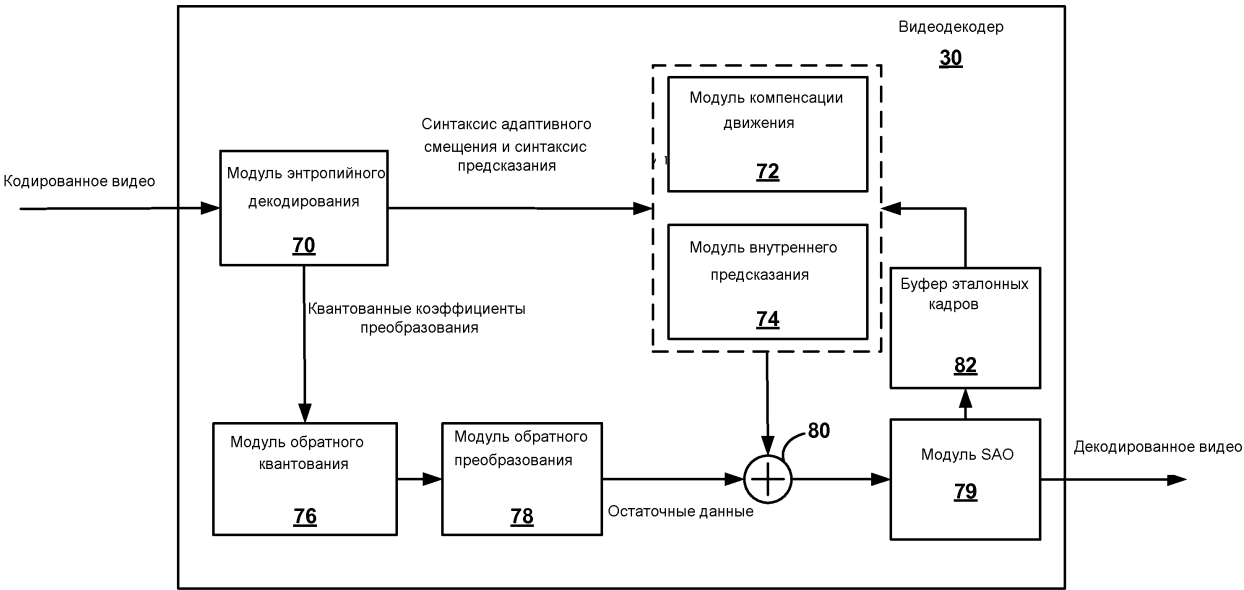 Видеодекодер
30
Модуль компенсации
движения
72
Синтаксис адаптивного
смещения и синтаксис
предсказания
Кодированное видео
Модуль энтропийного
декодирования
70
Модуль внутреннего
предсказания
74
Буфер эталонных
кадров
82
Квантованные коэффициенты
преобразования
Модуль обратного
квантования
76
Модуль обратного
преобразования
78
Остаточные данные
80
Модуль SAO
79
Декодированное видео